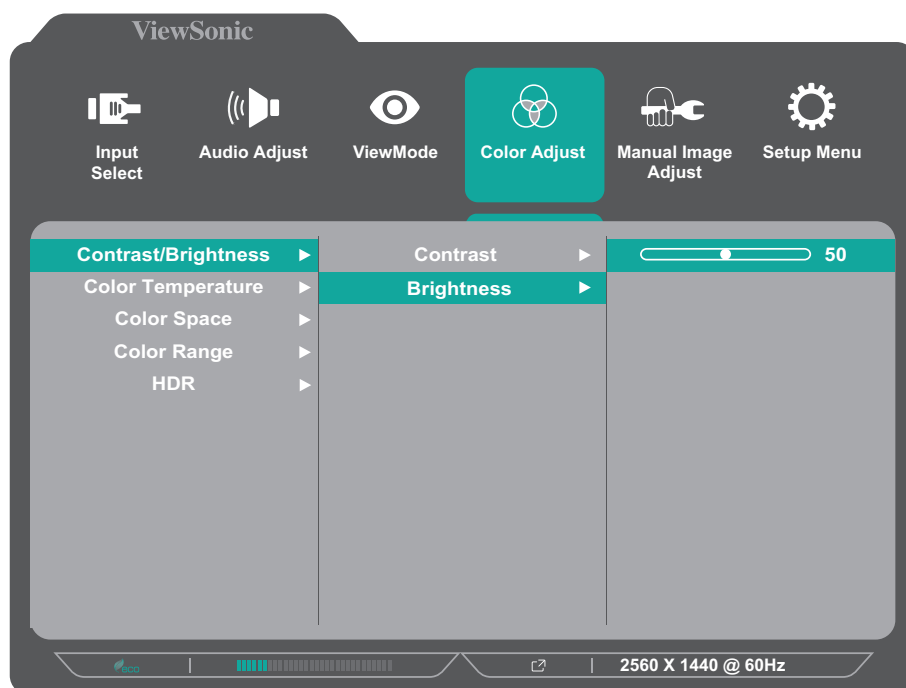 ViewSonic
Input Select
Audio Adjust
ViewMode
Color Adjust
Manual Image Adjust
Setup Menu
Contrast/Brightness
Contrast
50
Color Temperature
Brightness
Color Space
Color Range
HDR
eco
2560 X 1440 @ 60Hz